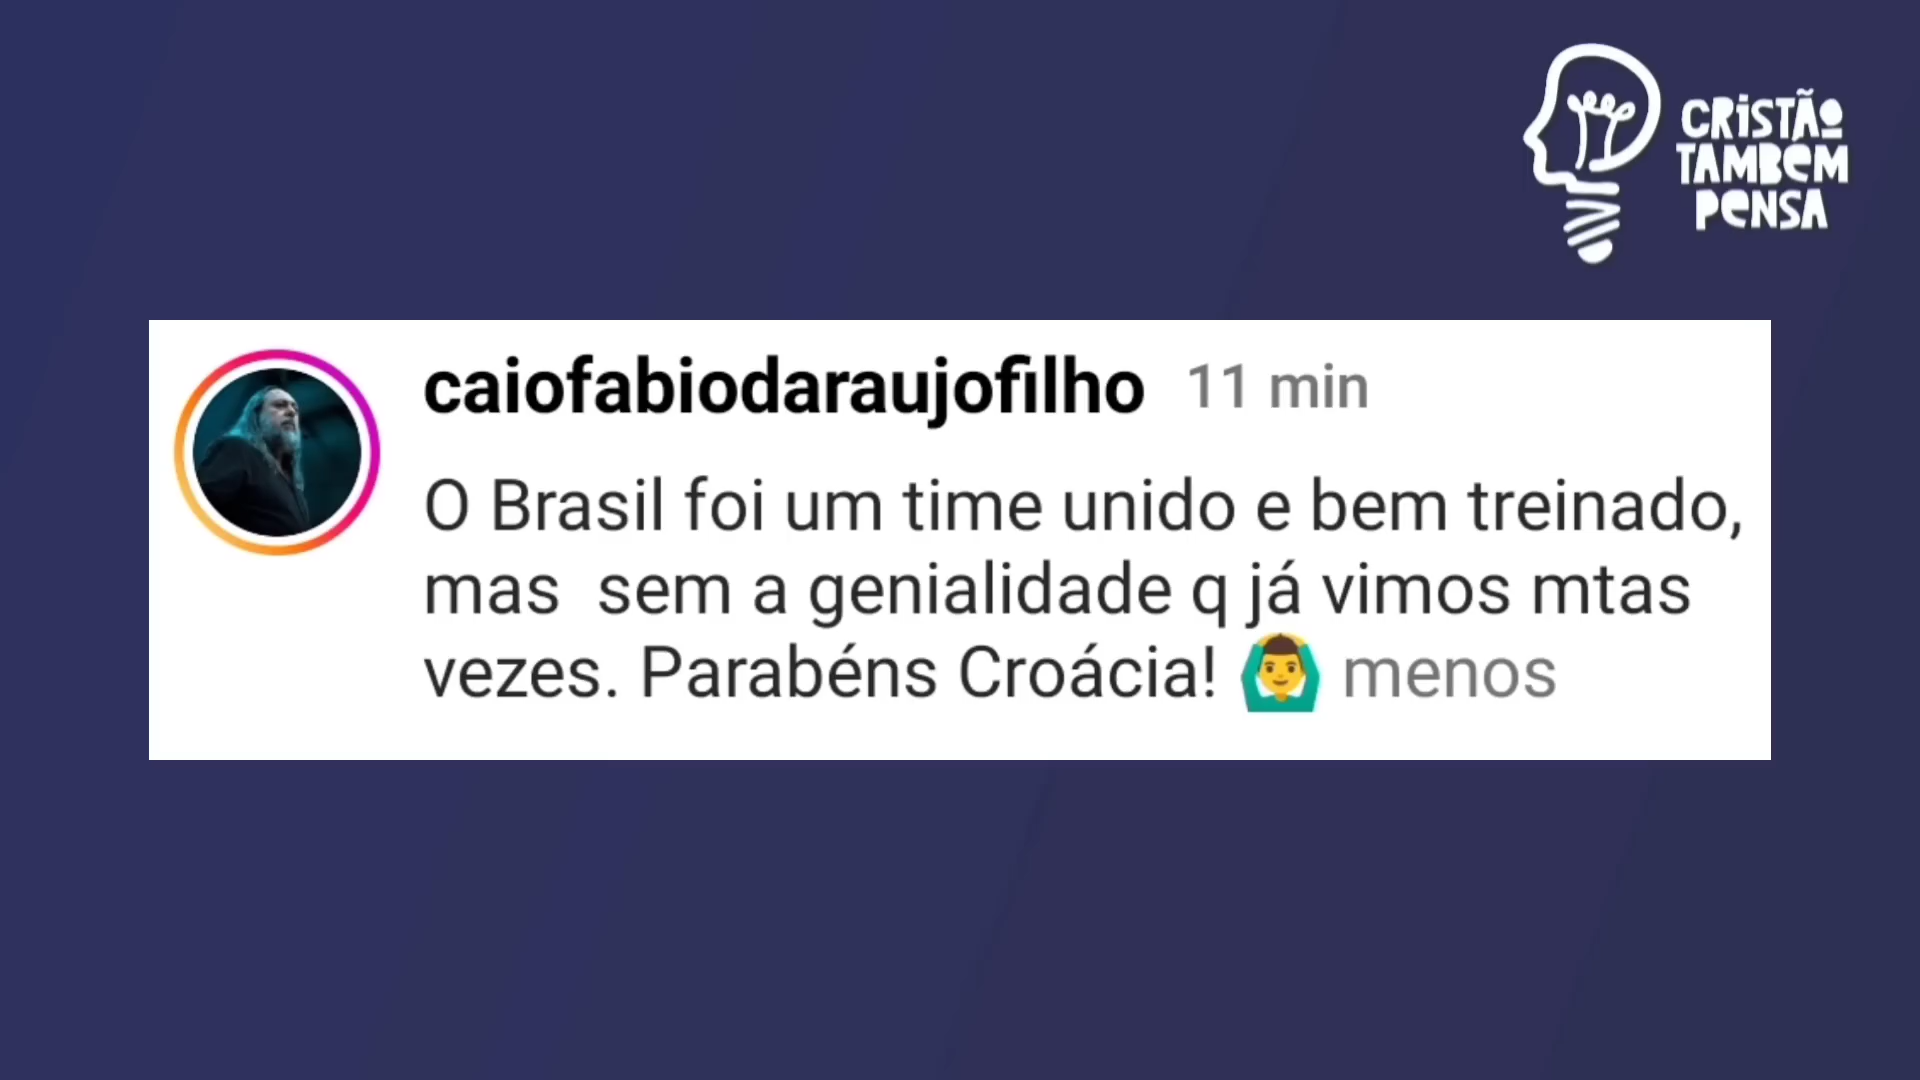 CRISTÃO
TAMBÉM
PENSA
caiofabiodaraujofilho 11 min
O Brasil foi um time unido e bem treinado,
mas  sem a genialidade q já vimos mtas
vezes. Parabéns Croácia! 🙆‍♂️ menos